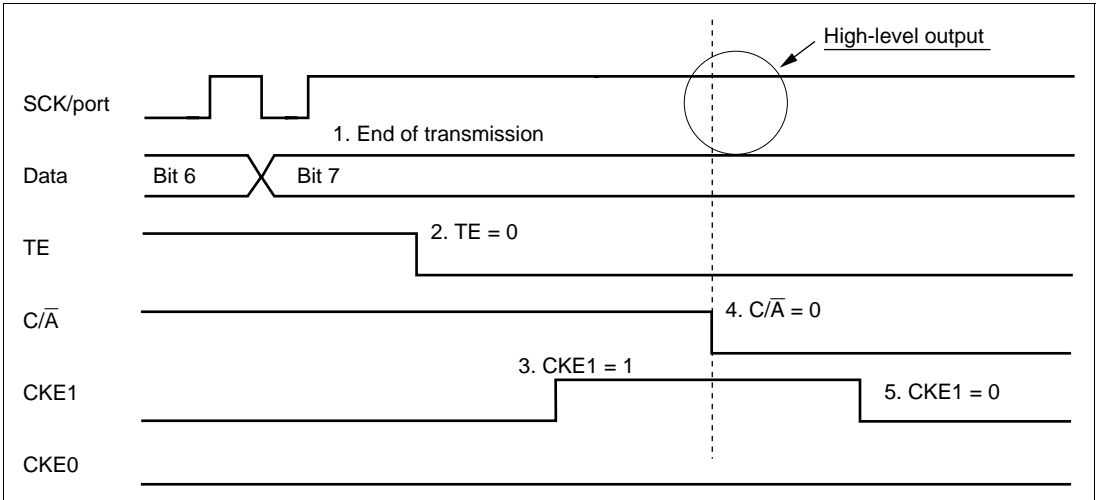 High-level output
SCK/port
1. End of transmission
Data
Bit 6
Bit 7
TE
2. TE = 0
C/A̅
4. C/A̅ = 0
3. CKE1 = 1
CKE1
5. CKE1 = 0
CKE0